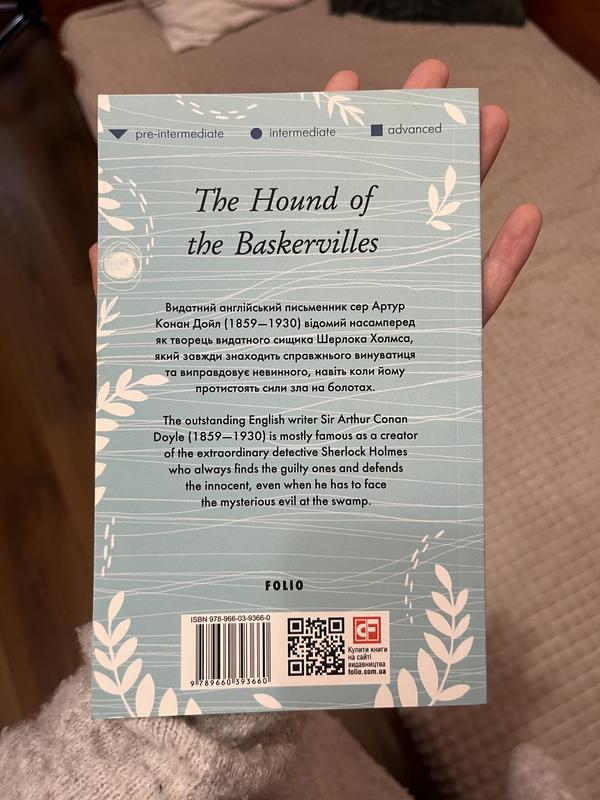 pre-intermediate intermediate advanced
The Hound of
the Baskervilles
Видатний англійський письменник сер Артур
Конан Дойл (1859—1930) відомий насамперед
як творець видатного сищика Шерлока Холмса,
який завжди знаходить справжнього винуватця
та виправдовує невинного, навіть коли йому
протистоять сили зла на болотах.
The outstanding English writer Sir Arthur Conan
Doyle (1859—1930) is mostly famous as a creator
of the extraordinary detective Sherlock Holmes
who always finds the guilty ones and defends
the innocent, even when he has to face
the mysterious evil at the swamp.
FOLIO
ISBN 978-966-03-9366-0
9 789660 393660
CF
Купити книги
на сайті
видавництва
folio.com.ua